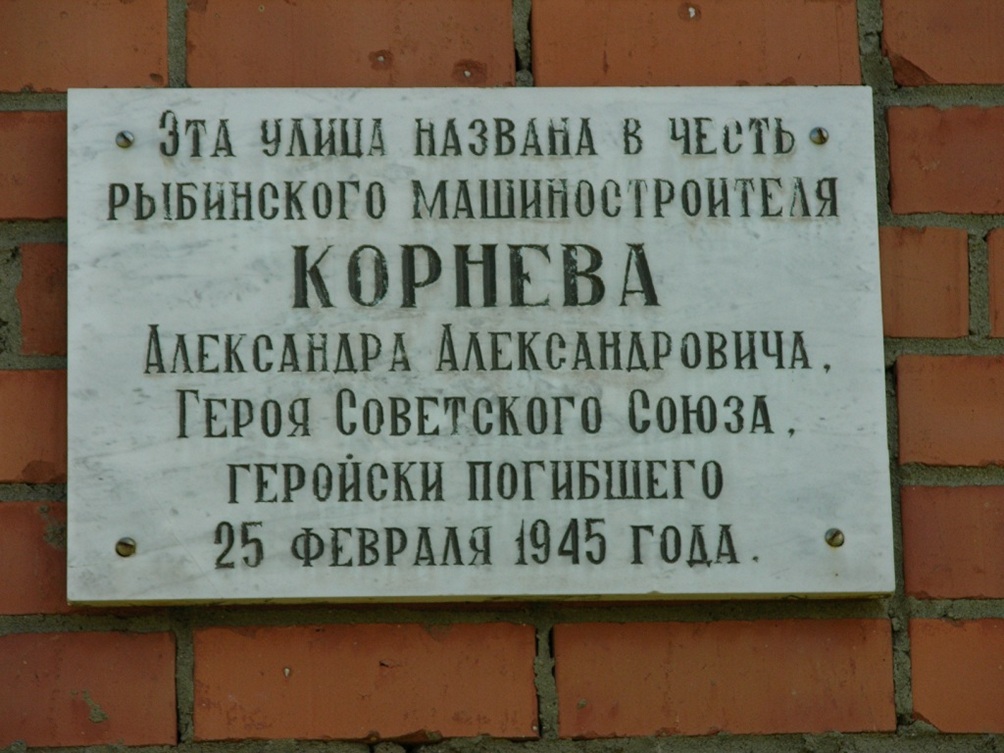 Эта улица названа в честь
рыбинского машиностроителя
КОРНЕВА
Александра Александровича,
Героя Советского Союза,
геройски погибшего
25 февраля 1945 года.